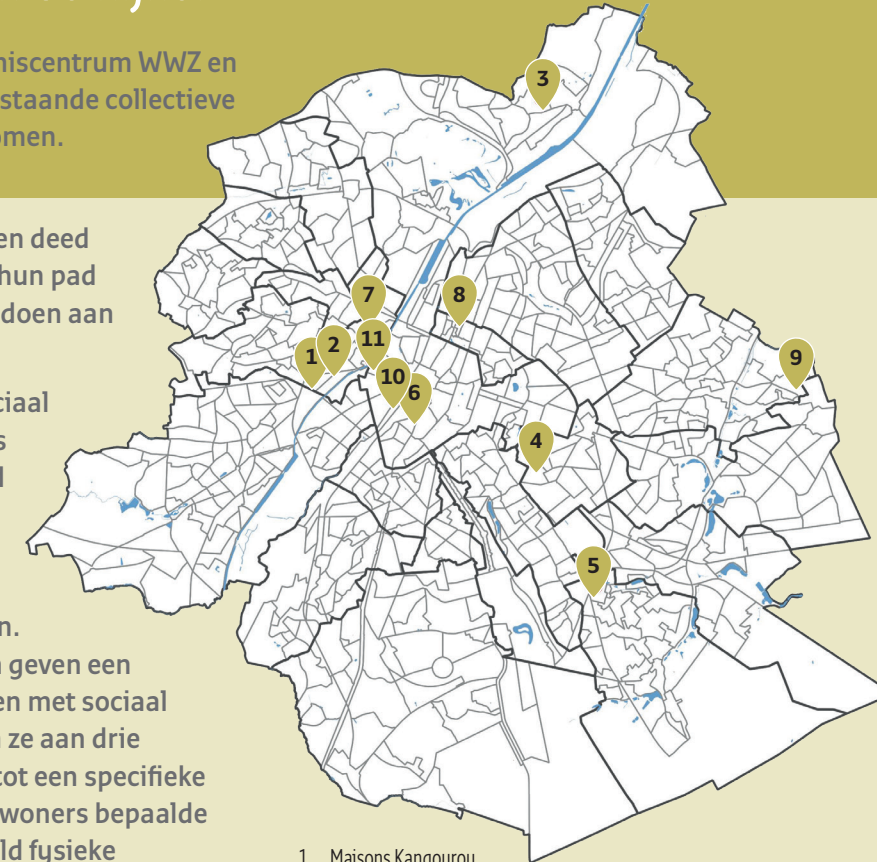 niscentrum WWZ en
staande collectieve
omen.
en deed
hun pad
doen aan
ciaal
s
n.
geven een
en met sociaal
ze aan drie
tot een specifieke
woners bepaalde
ld fysieke
3
7
8
11
2
1
9
10
6
4
5
1 Maisons Kangourou